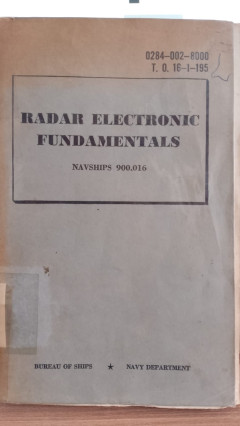 0284-002-8000
T. O. 16-1-195
RADAR ELECTRONIC
FUNDAMENTALS
NAVSHIPS 900,016
BUREAU OF SHIPS ★ NAVY DEPARTMENT